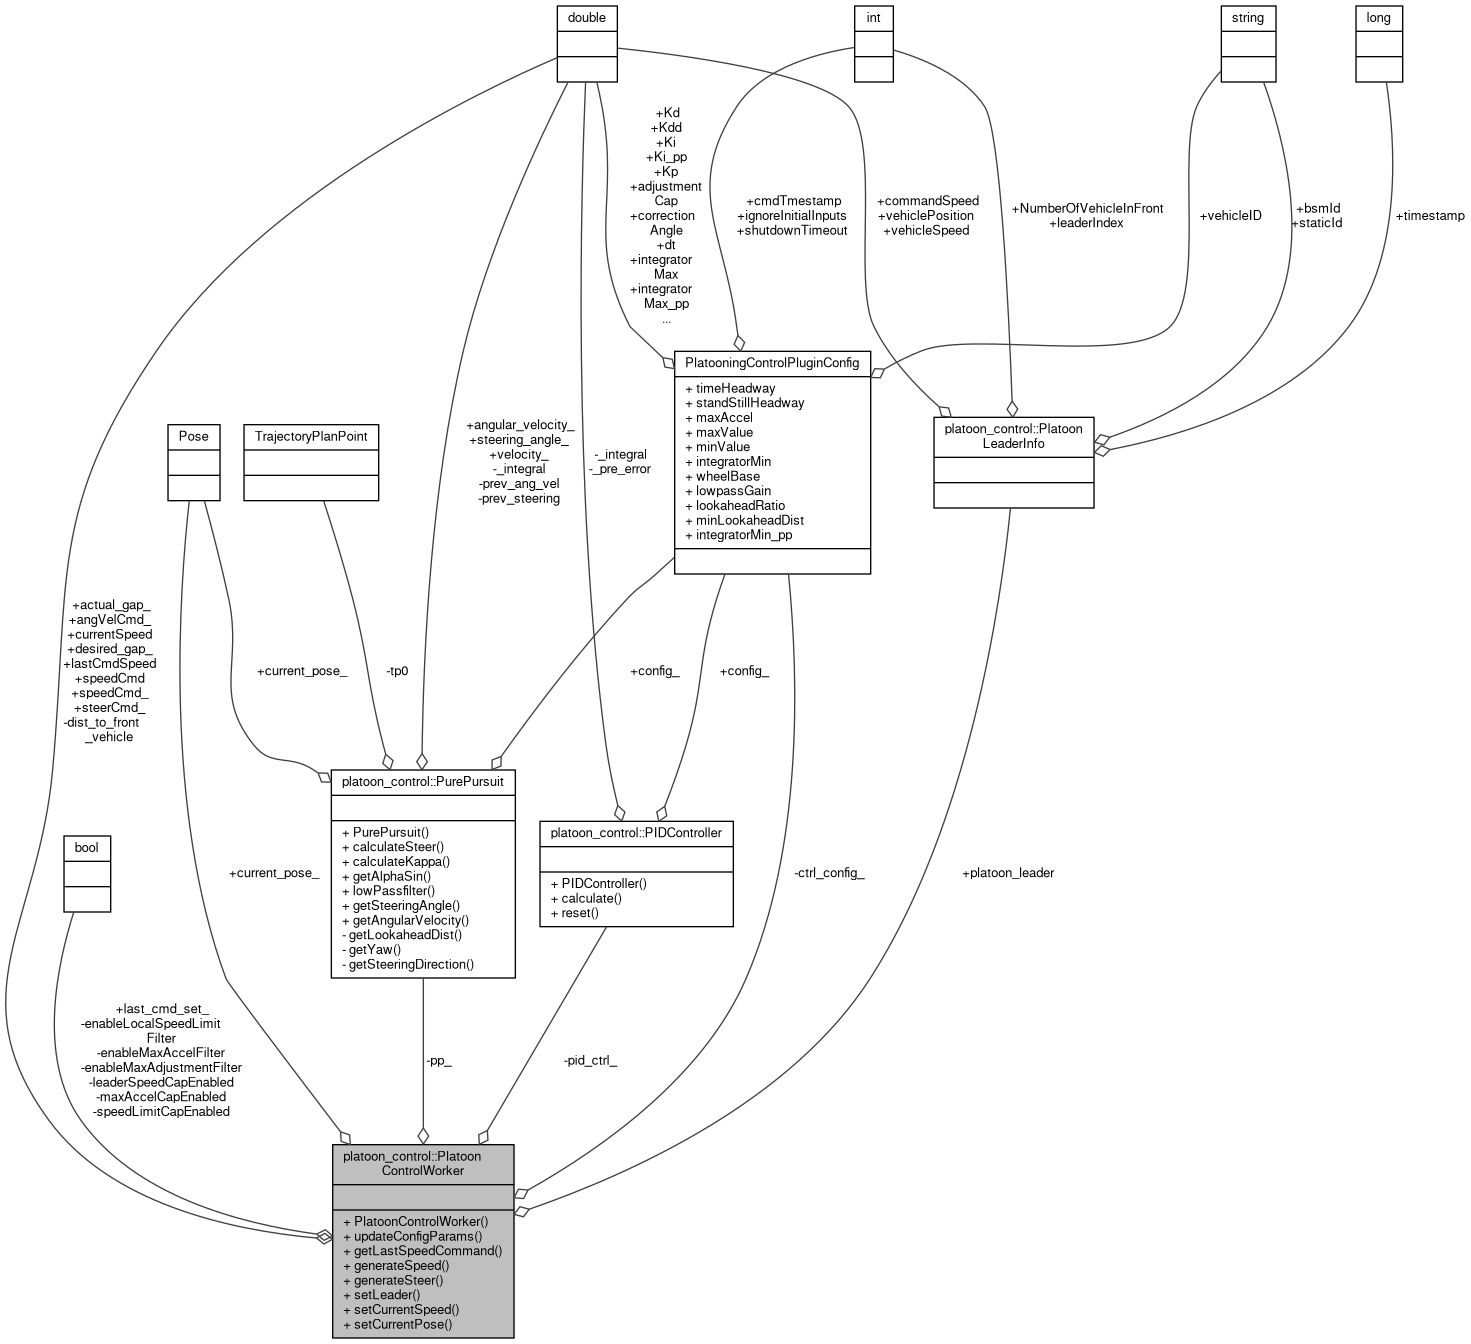 double
int
string
long
+Kd
+Kdd
+Ki
+Ki_pp
+Kp
+adjustment
Cap
+correction
Angle
+dt
+integrator
Max
+integrator
Max_pp
...
+cmdTmestamp
+ignoreInitialInputs
+shutdownTimeout
+commandSpeed
+vehiclePosition
+vehicleSpeed
+NumberOfVehicleInFront
+leaderIndex
+vehicleID
+bsmId
+staticId
+timestamp
PlatooningControlPluginConfig
+ timeHeadway
+ standStillHeadway
+ maxAccel
+ maxValue
+ minValue
+ integratorMin
+ wheelBase
+ lowpassGain
+ lookaheadRatio
+ minLookaheadDist
+ integratorMin_pp
platoon_control::Platoon
LeaderInfo
Pose
TrajectoryPlanPoint
+angular_velocity_
+steering_angle_
+velocity_
-_integral
-prev_ang_vel
-prev_steering
-_integral
-_pre_error
+actual_gap_
+angVelCmd_
+currentSpeed
+desired_gap_
+lastCmdSpeed
+speedCmd
+speedCmd_
+steerCmd_
-dist_to_front
_vehicle
+current_pose_
-tp0
+config_
+config_
platoon_control::PurePursuit
+ PurePursuit()
+ calculateSteer()
+ calculateKappa()
+ getAlphaSin()
+ lowPassfilter()
+ getSteeringAngle()
+ getAngularVelocity()
- getLookaheadDist()
- getYaw()
- getSteeringDirection()
platoon_control::PIDController
+ PIDController()
+ calculate()
+ reset()
bool
+current_pose_
-ctrl_config_
+platoon_leader
+last_cmd_set_
-enableLocalSpeedLimit
Filter
-enableMaxAccelFilter
-enableMaxAdjustmentFilter
-leaderSpeedCapEnabled
-maxAccelCapEnabled
-speedLimitCapEnabled
-pp_
-pid_ctrl_
platoon_control::Platoon
ControlWorker
+ PlatoonControlWorker()
+ updateConfigParams()
+ getLastSpeedCommand()
+ generateSpeed()
+ generateSteer()
+ setLeader()
+ setCurrentSpeed()
+ setCurrentPose()